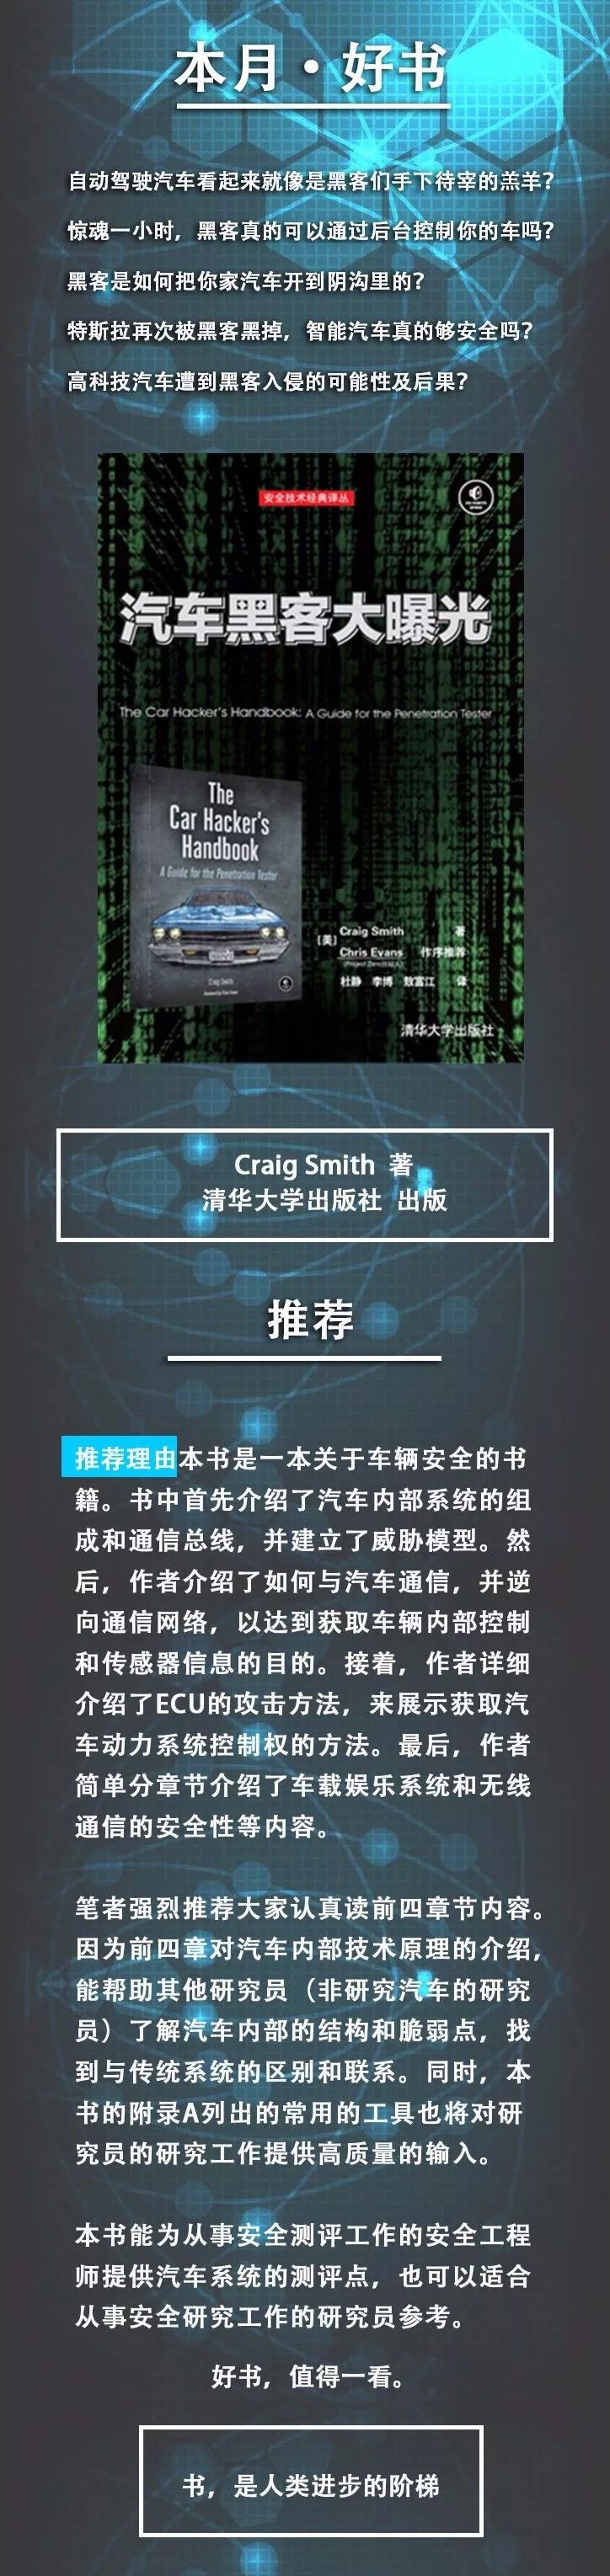 本月·好书
自动驾驶汽车看起来就像是黑客们手下待宰的羔羊？
惊魂一小时，黑客真的可以通过后台控制你的车吗？
黑客是如何把你家汽车开到阴沟里的？
特斯拉再次被黑客黑掉，智能汽车真的够安全吗？
高科技汽车遭到黑客入侵的可能性及后果？
安全技术经典译丛
汽车黑客大曝光
The Car Hacker's Handbook: A Guide for the Penetration Tester
The
Car Hacker's
Handbook
A Guide for the Penetration Tester
Craig Smith
[美] Craig Smith 著
Chris Evans 作序推荐
杜静 李博 敖富江 译
清华大学出版社
Craig Smith 著
清华大学出版社 出版
推荐
推荐理由本书是一本关于车辆安全的书
籍。书中首先介绍了汽车内部系统的组
成和通信总线，并建立了威胁模型。然
后，作者介绍了如何与汽车通信，并逆
向通信网络，以达到获取车辆内部控制
和传感器信息的目的。接着，作者详细
介绍了ECU的攻击方法，来展示获取汽
车动力系统控制权的方法。最后，作者
简单分章节介绍了车载娱乐系统和无线
通信的安全性等内容。
笔者强烈推荐大家认真读前四章节内容。
因为前四章对汽车内部技术原理的介绍，
能帮助其他研究员（非研究汽车的研究
员）了解汽车内部的结构和脆弱点，找
到与传统系统的区别和联系。同时，本
书的附录A列出的常用的工具也将对研
究员的研究工作提供高质量的输入。
本书能为从事安全测评工作的安全工程
师提供汽车系统的测评点，也可以适合
从事安全研究工作的研究员参考。
好书，值得一看。
书，是人类进步的阶梯